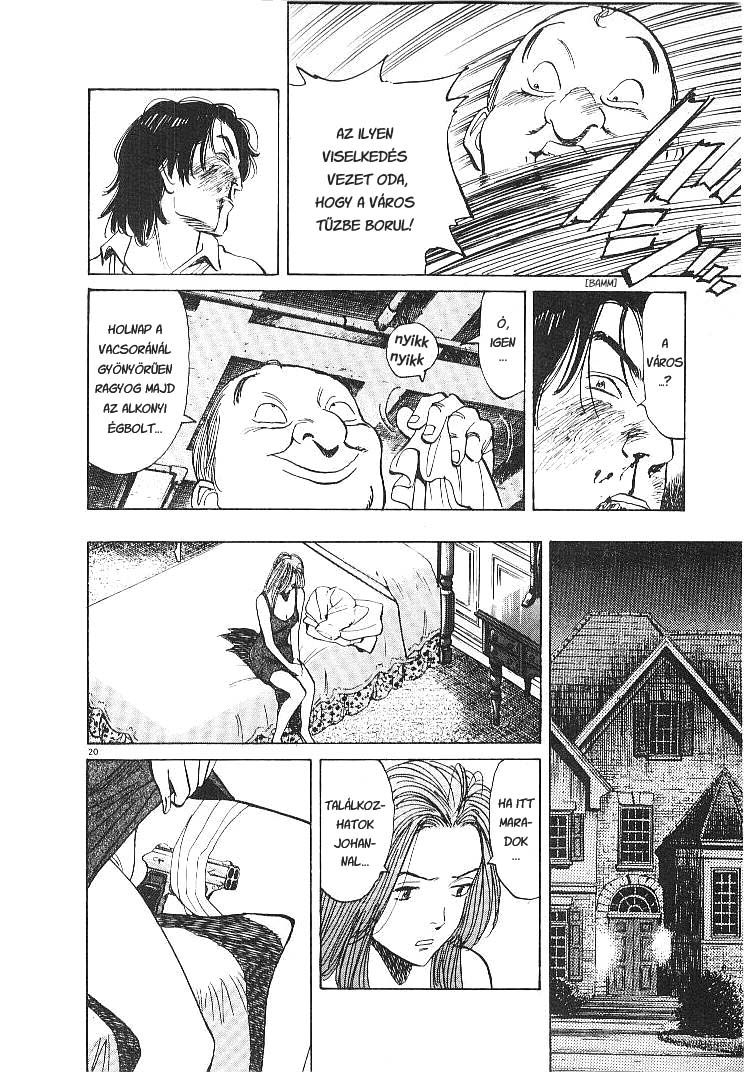 AZ ILYEN
VISELKEDÉS
VEZET ODA,
HOGY A VÁROS
TŰZBE BORUL!
[BAMM]
A
VÁROS
...?
Ó,
IGEN
...
nyikk
nyikk
HOLNAP A
VACSORÁNÁL
GYÖNYÖRŰEN
RAGYOG MAJD
AZ ALKONYI
ÉGBOLT...
20
HA ITT
MARA-
DOK
...
TALÁLKOZ-
HATOK
JOHAN-
NAL...